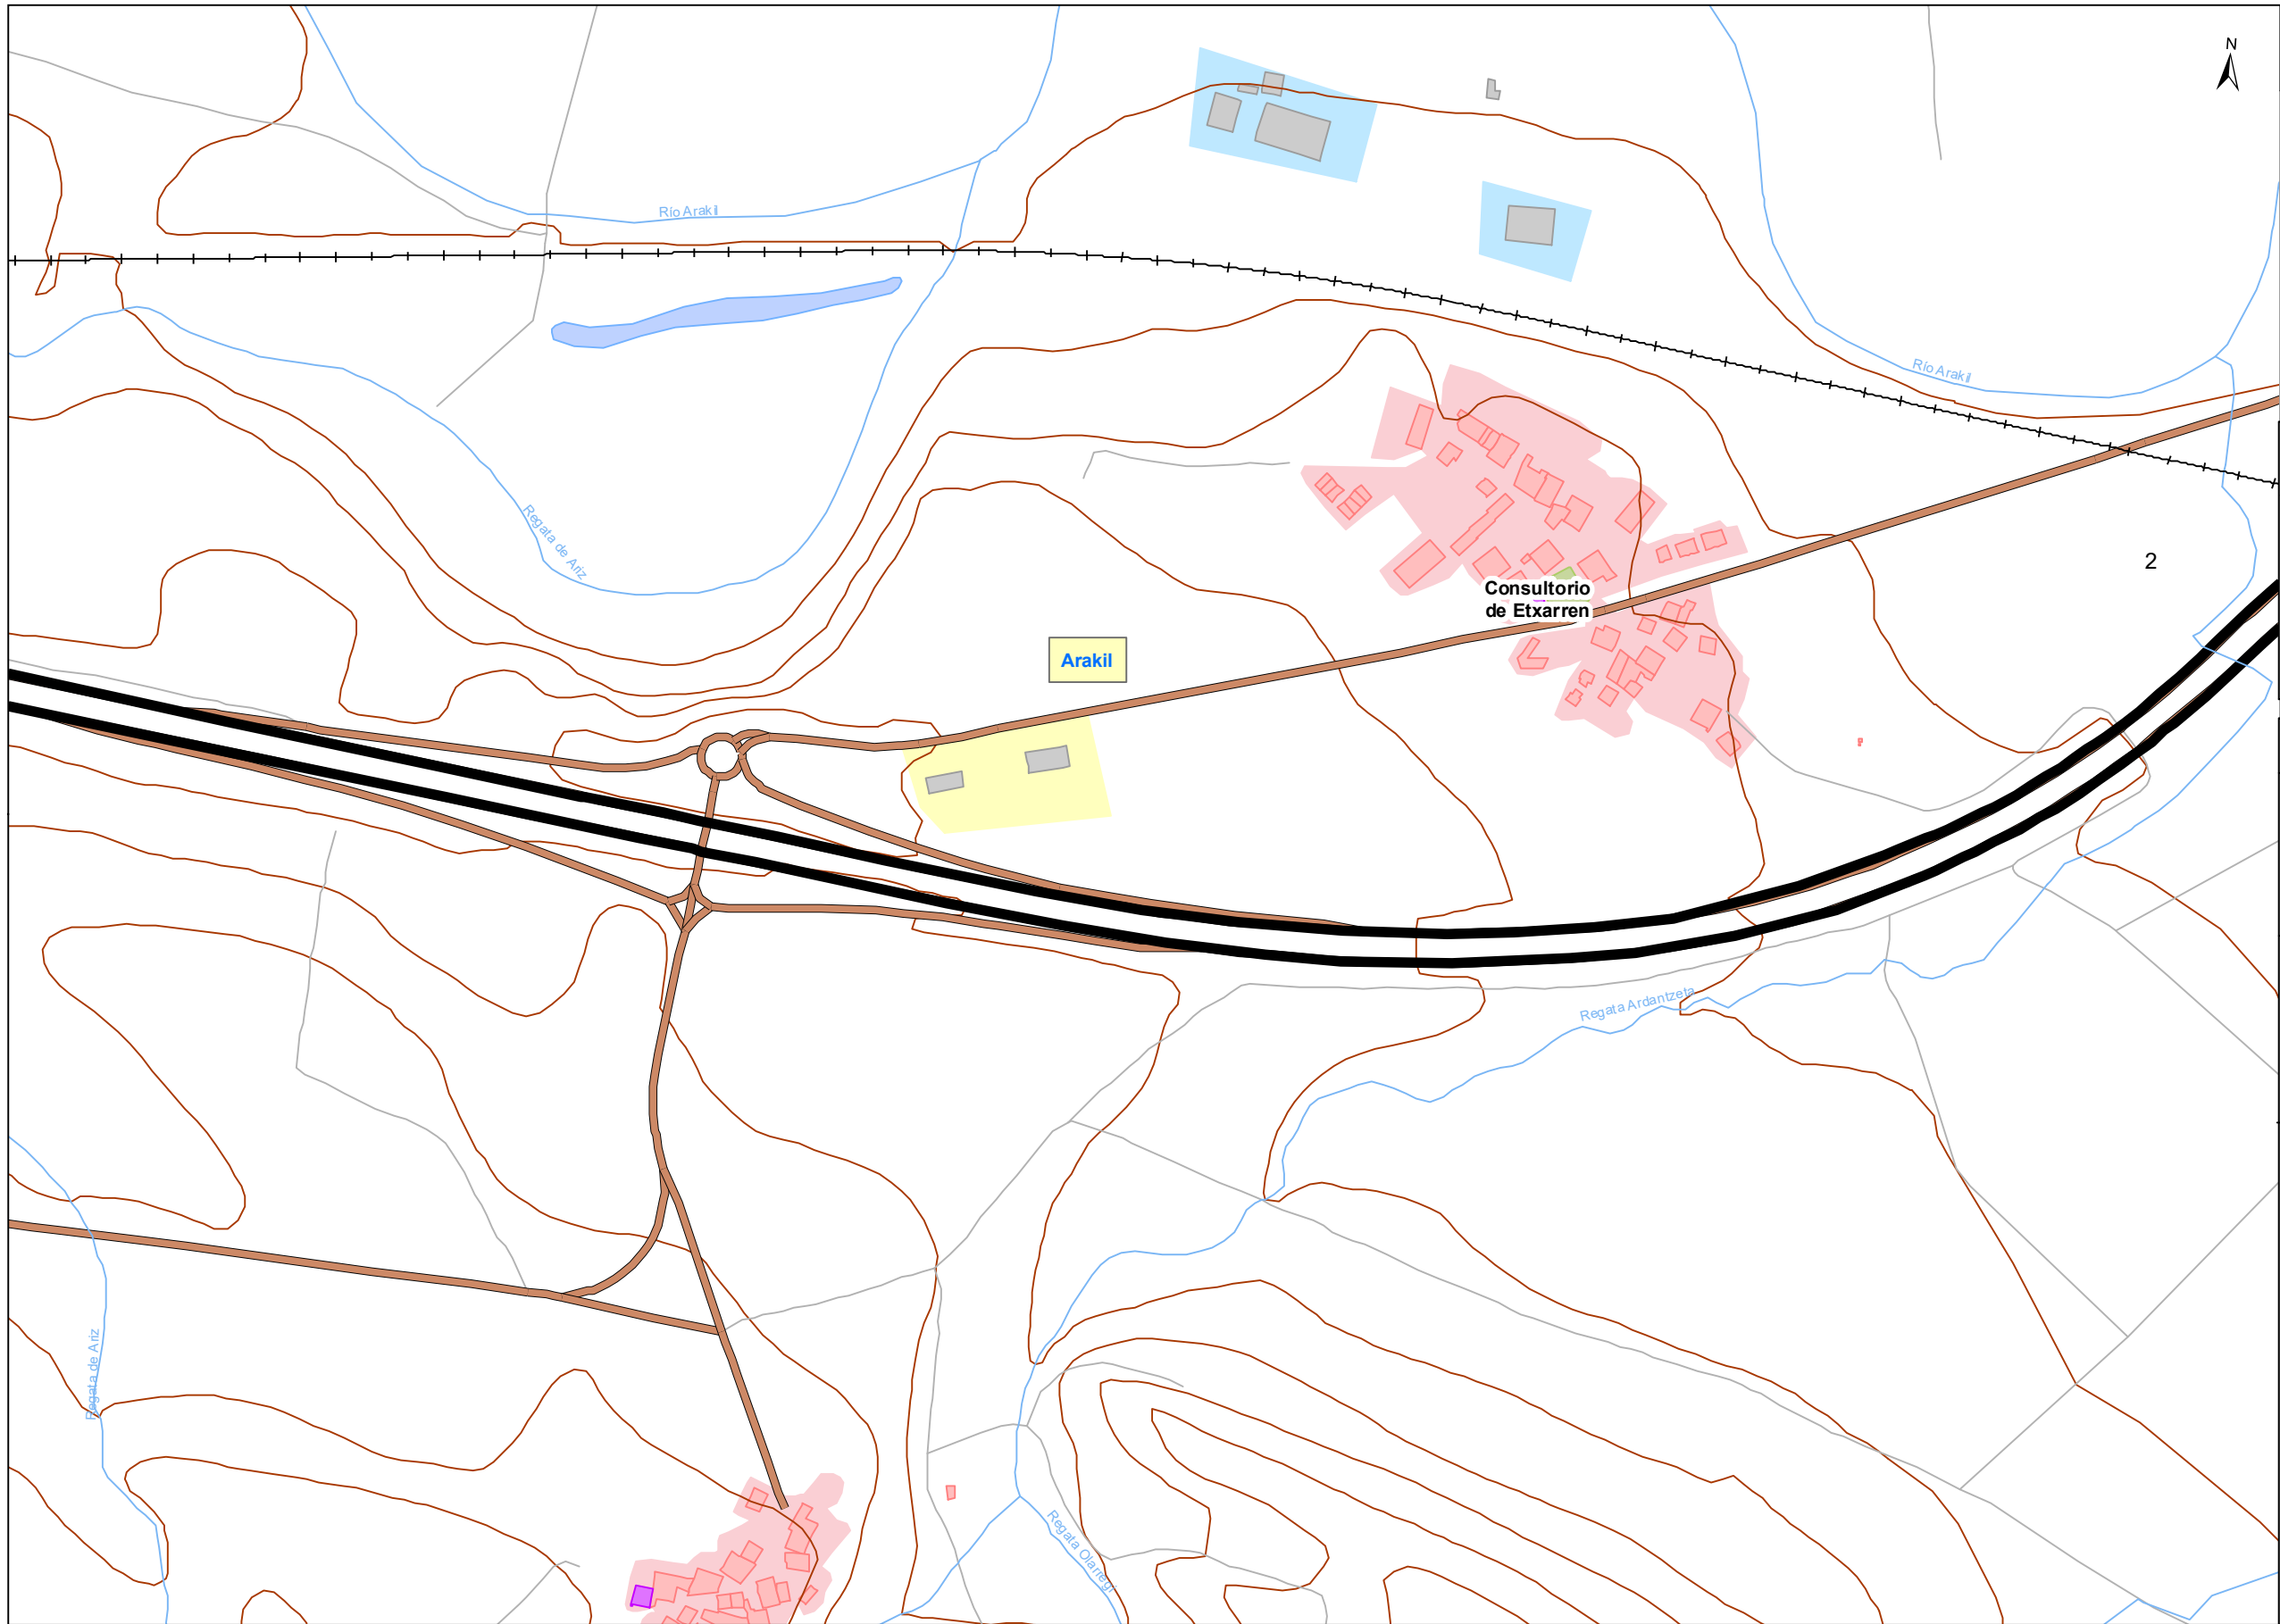 N
Río Arakil
Río Arakil
Regata de Ariz
2
Consultorio
de Etxarren
Arakil
Regata Ardantzeta
Regata de Ariz
Regata Olarregi